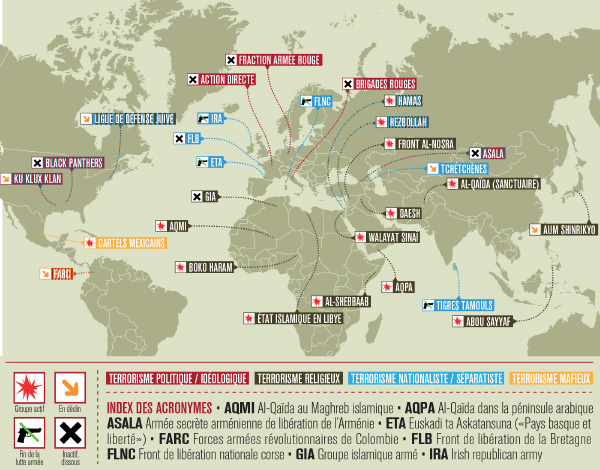 FRACTION ARMÉE ROUGE
ACTION DIRECTE
BRIGADES ROUGES
FLNC
HAMAS
LIGUE DE DÉFENSE JUIVE
IRA
HEZBOLLAH
FLB
FRONT AL-NOSRA
ASALA
BLACK PANTHERS
ETA
TCHÉTCHÈNES
KU KLUX KLAN
AL-QAÏDA (SANCTUAIRE)
GIA
DAESH
AQMI
AUM SHINRIKYO
CARTELS MEXICAINS
WALAYAT SINAÏ
BOKO HARAM
FARC
AQPA
AL-SHEBBAAB
TIGRES TAMOULS
ÉTAT ISLAMIQUE EN LIBYE
ABOU SAYYAF
Groupe actif
En déclin
Fin de la lutte armée
Inactif, dissous
TERRORISME POLITIQUE / IDÉOLOGIQUE TERRORISME RELIGIEUX TERRORISME NATIONALISTE / SÉPARATISTE TERRORISME MAFIEUX
INDEX DES ACRONYMES • AQMI Al-Qaïda au Maghreb islamique • AQPA Al-Qaïda dans la péninsule arabique
ASALA Armée secrète arménienne de libération de l'Arménie • ETA Euskadi ta Askatansuna («Pays basque et
liberté») • FARC Forces armées révolutionnaires de Colombie • FLB Front de libération de la Bretagne
FLNC Front de libération nationale corse • GIA Groupe islamique armé • IRA Irish republican army